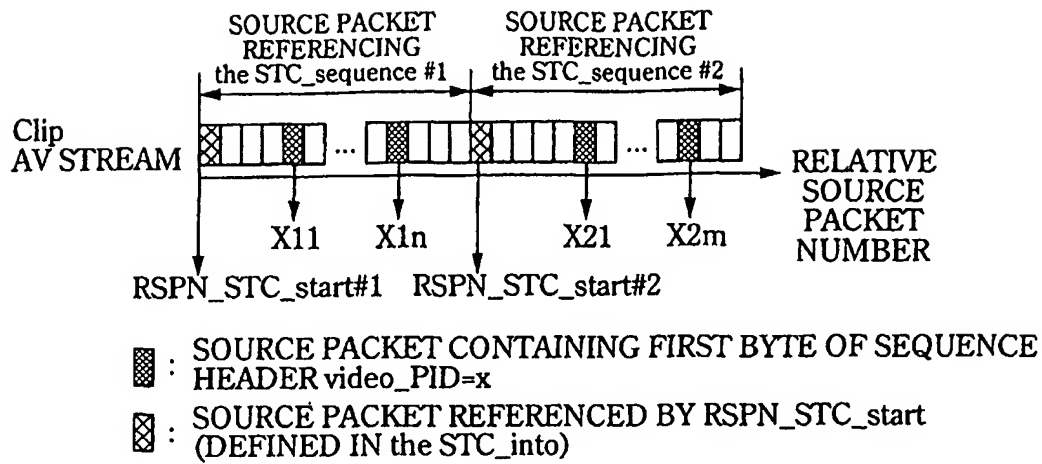 SOURCE PACKET
REFERENCING
the STC_sequence #1
SOURCE PACKET
REFERENCING
the STC_sequence #2
Clip
AV STREAM
...
...
RELATIVE
SOURCE
PACKET
NUMBER
X11
X1n
X21
X2m
RSPN_STC_start#1
RSPN_STC_start#2
: SOURCE PACKET CONTAINING FIRST BYTE OF SEQUENCE
HEADER video_PID=x
: SOURCE PACKET REFERENCED BY RSPN_STC_start
(DEFINED IN the STC_into)